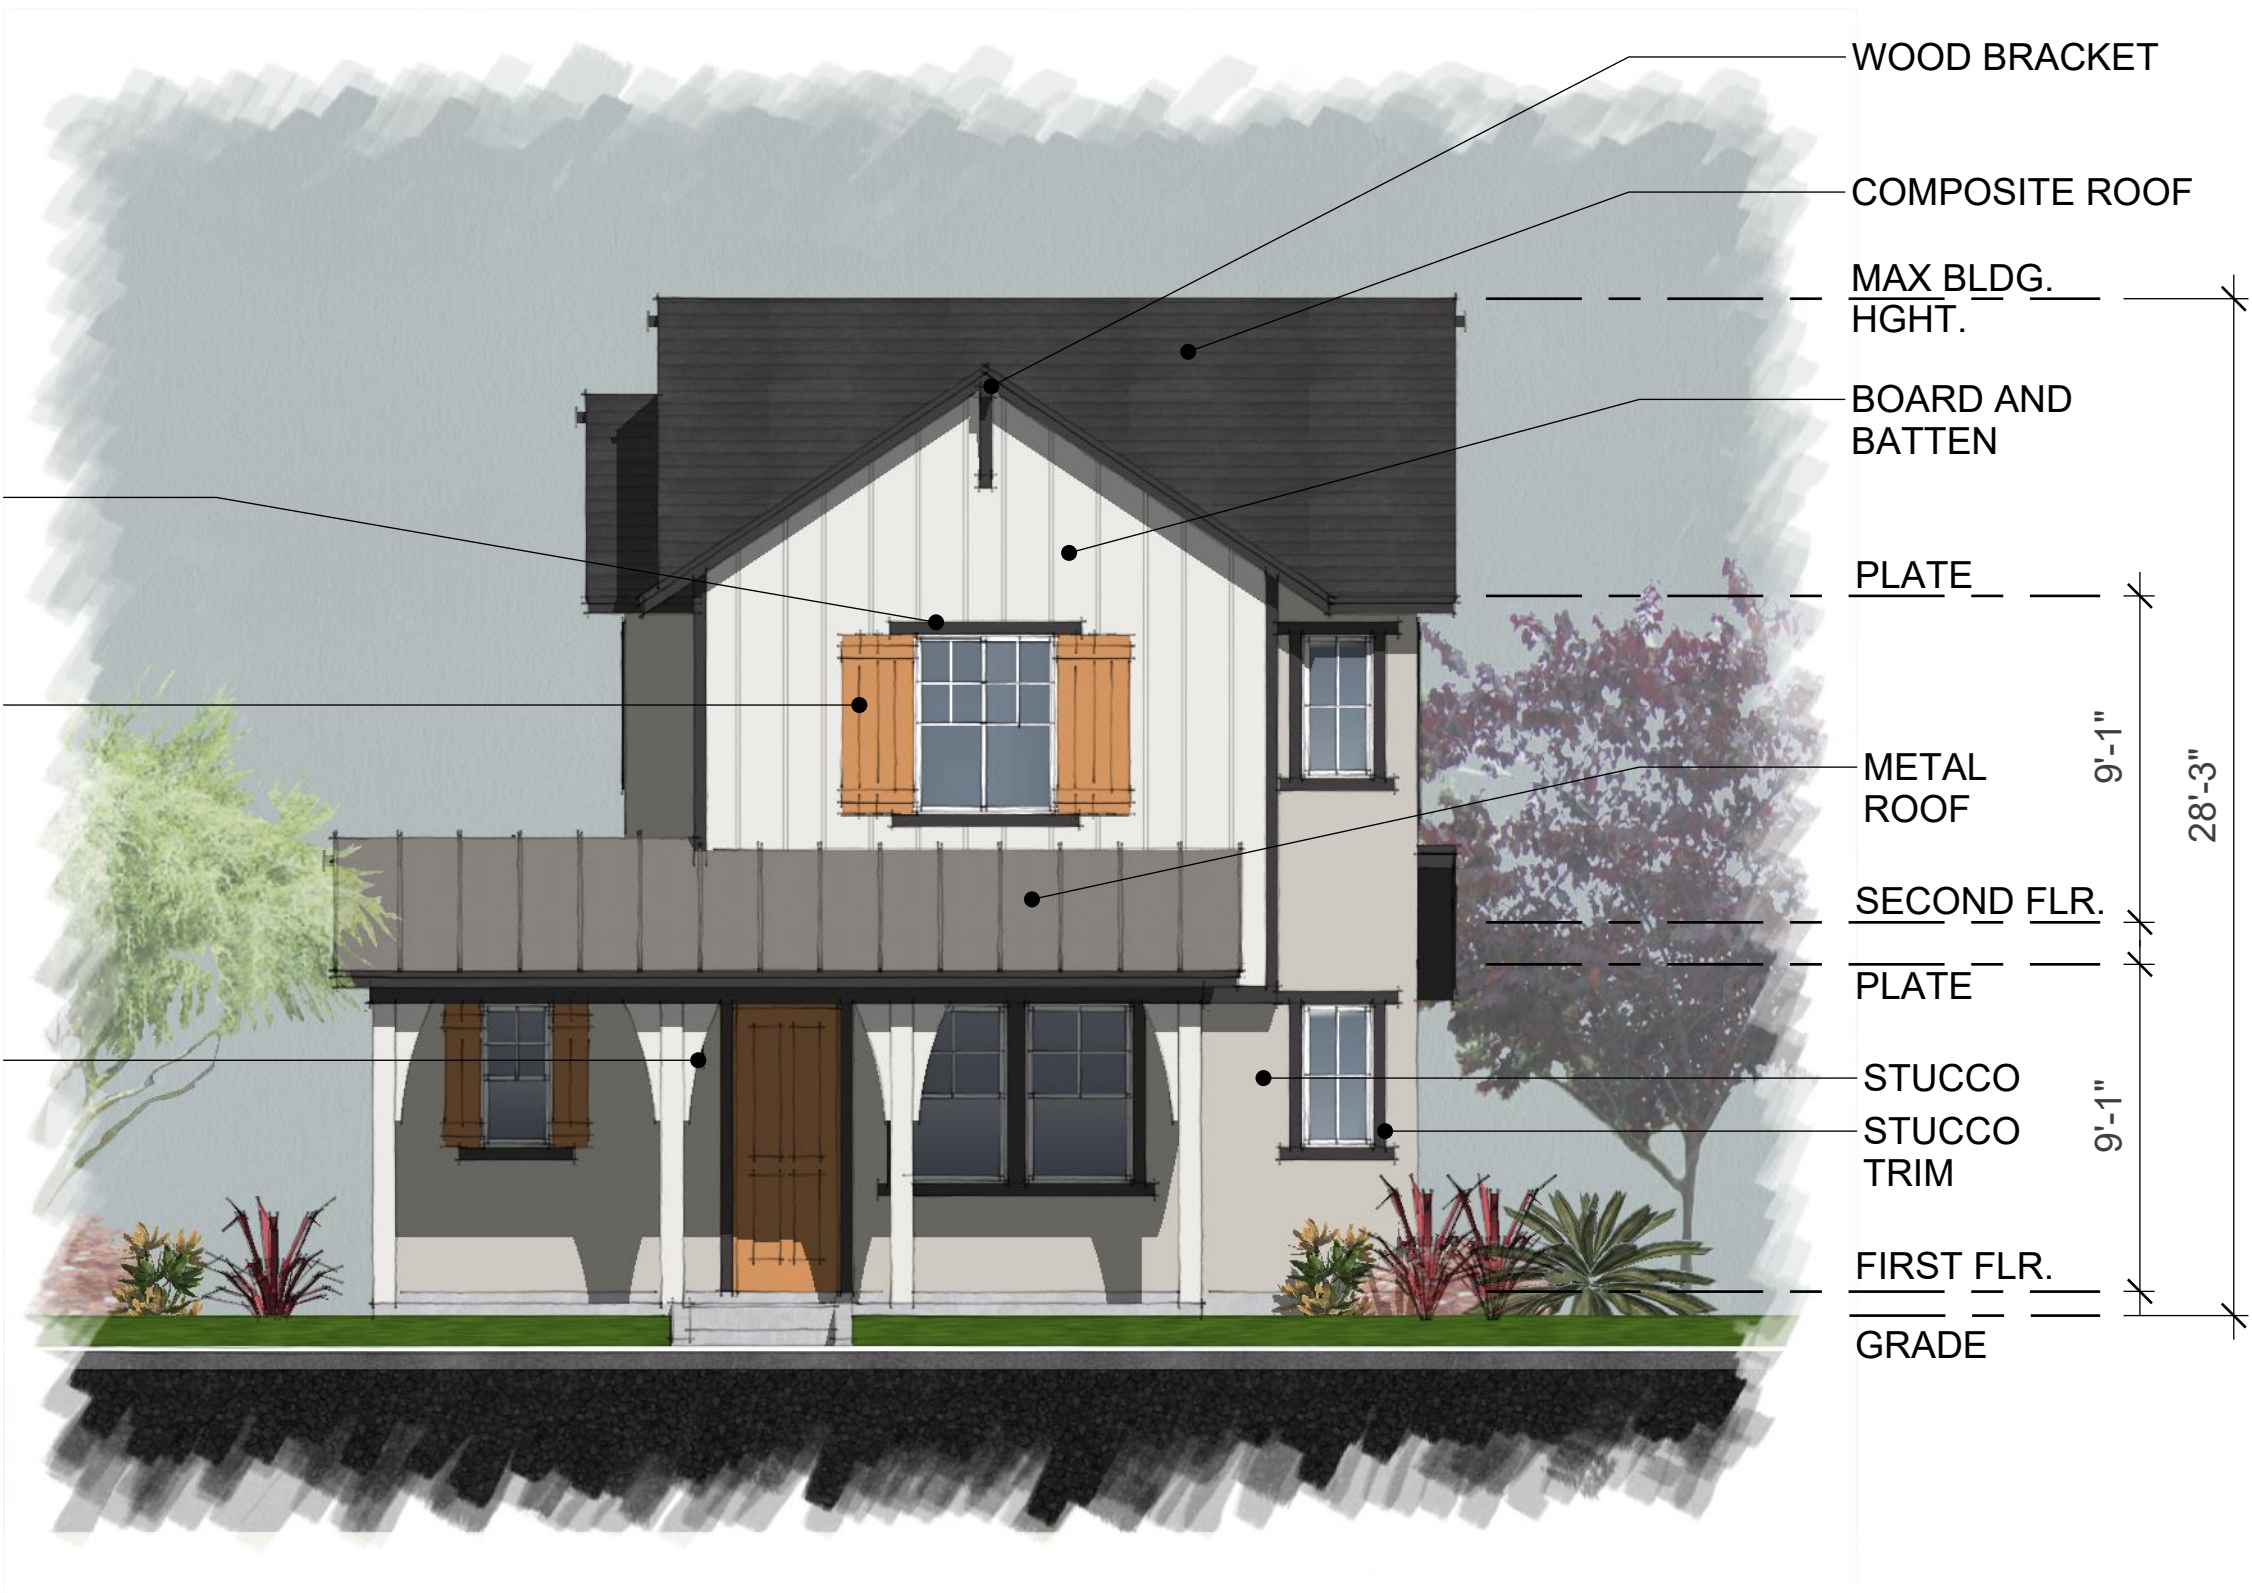 WOOD BRACKET
COMPOSITE ROOF
MAX BLDG.
HGHT.
BOARD AND
BATTEN
PLATE
9'-1"
28'-3"
METAL
ROOF
SECOND FLR.
PLATE
STUCCO
9'-1"
STUCCO
TRIM
FIRST FLR.
GRADE